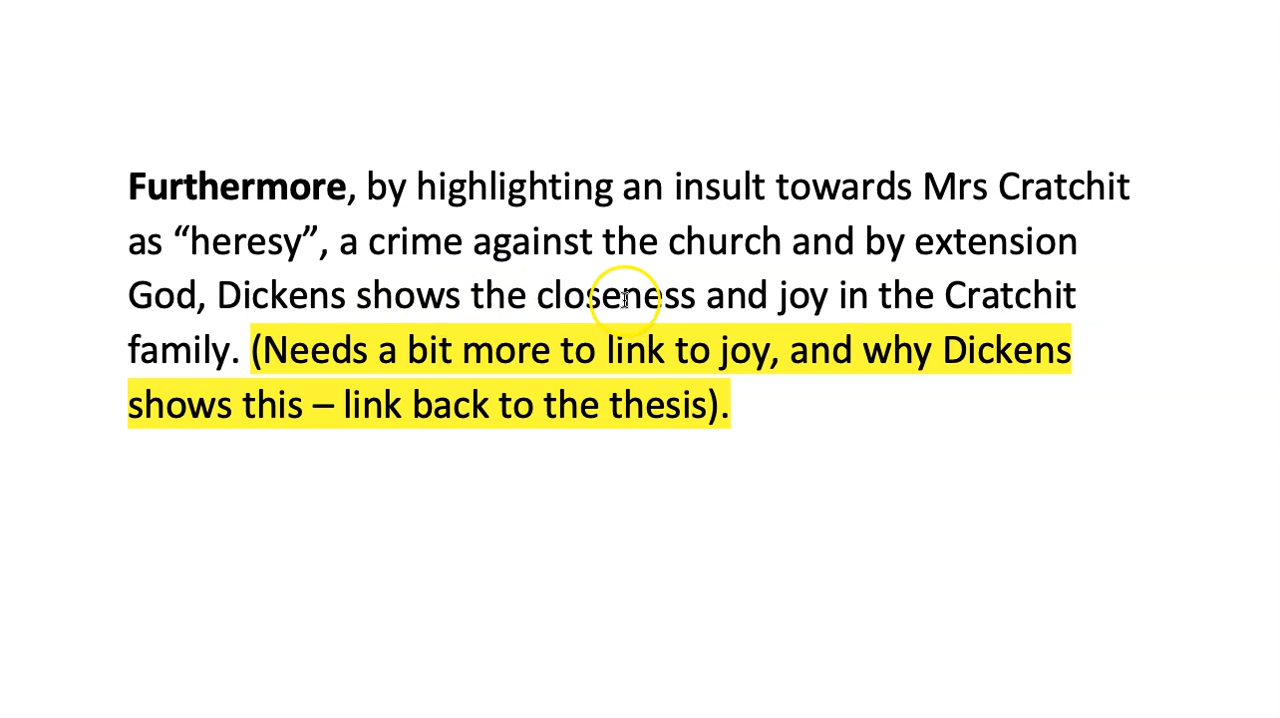 Furthermore, by highlighting an insult towards Mrs Cratchit
as “heresy”, a crime against the church and by extension
God, Dickens shows the closeness and joy in the Cratchit
family. (Needs a bit more to link to joy, and why Dickens
shows this – link back to the thesis).